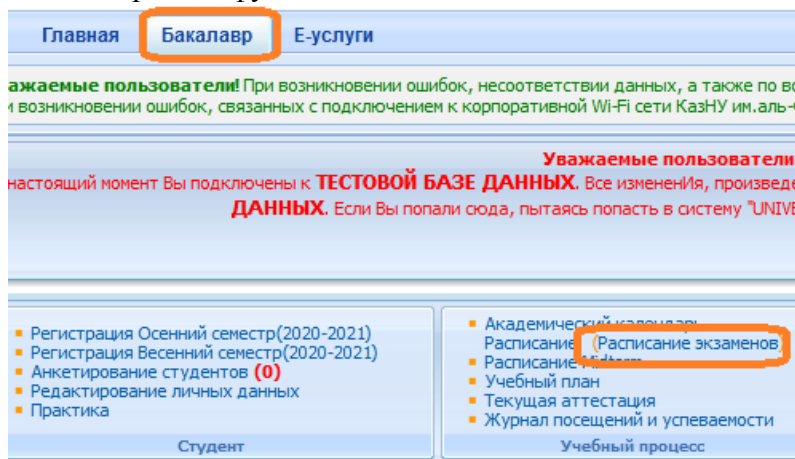 Главная Бакалавр Е-услуги
ажаемые пользователи! При возникновении ошибок, несоответствии данных, а также по во
и возникновении ошибок, связанных с подключением к корпоративной Wi-Fi сети КазНУ им.аль-
Уважаемые пользователи
настоящий момент Вы подключены к ТЕСТОВОЙ БАЗЕ ДАННЫХ. Все измененИя, произведе
ДАННЫХ. Если Вы попали сюда, пытаясь попасть в систему "UNIVE
Регистрация Осенний семестр(2020-2021)
Регистрация Весенний семестр(2020-2021)
Анкетирование студентов (0)
Редактирование личных данных
Практика
Студент
Академический календарь
Расписание (Расписание экзаменов)
Расписание Midterm
Учебный план
Текущая аттестация
Журнал посещений и успеваемости
Учебный процесс